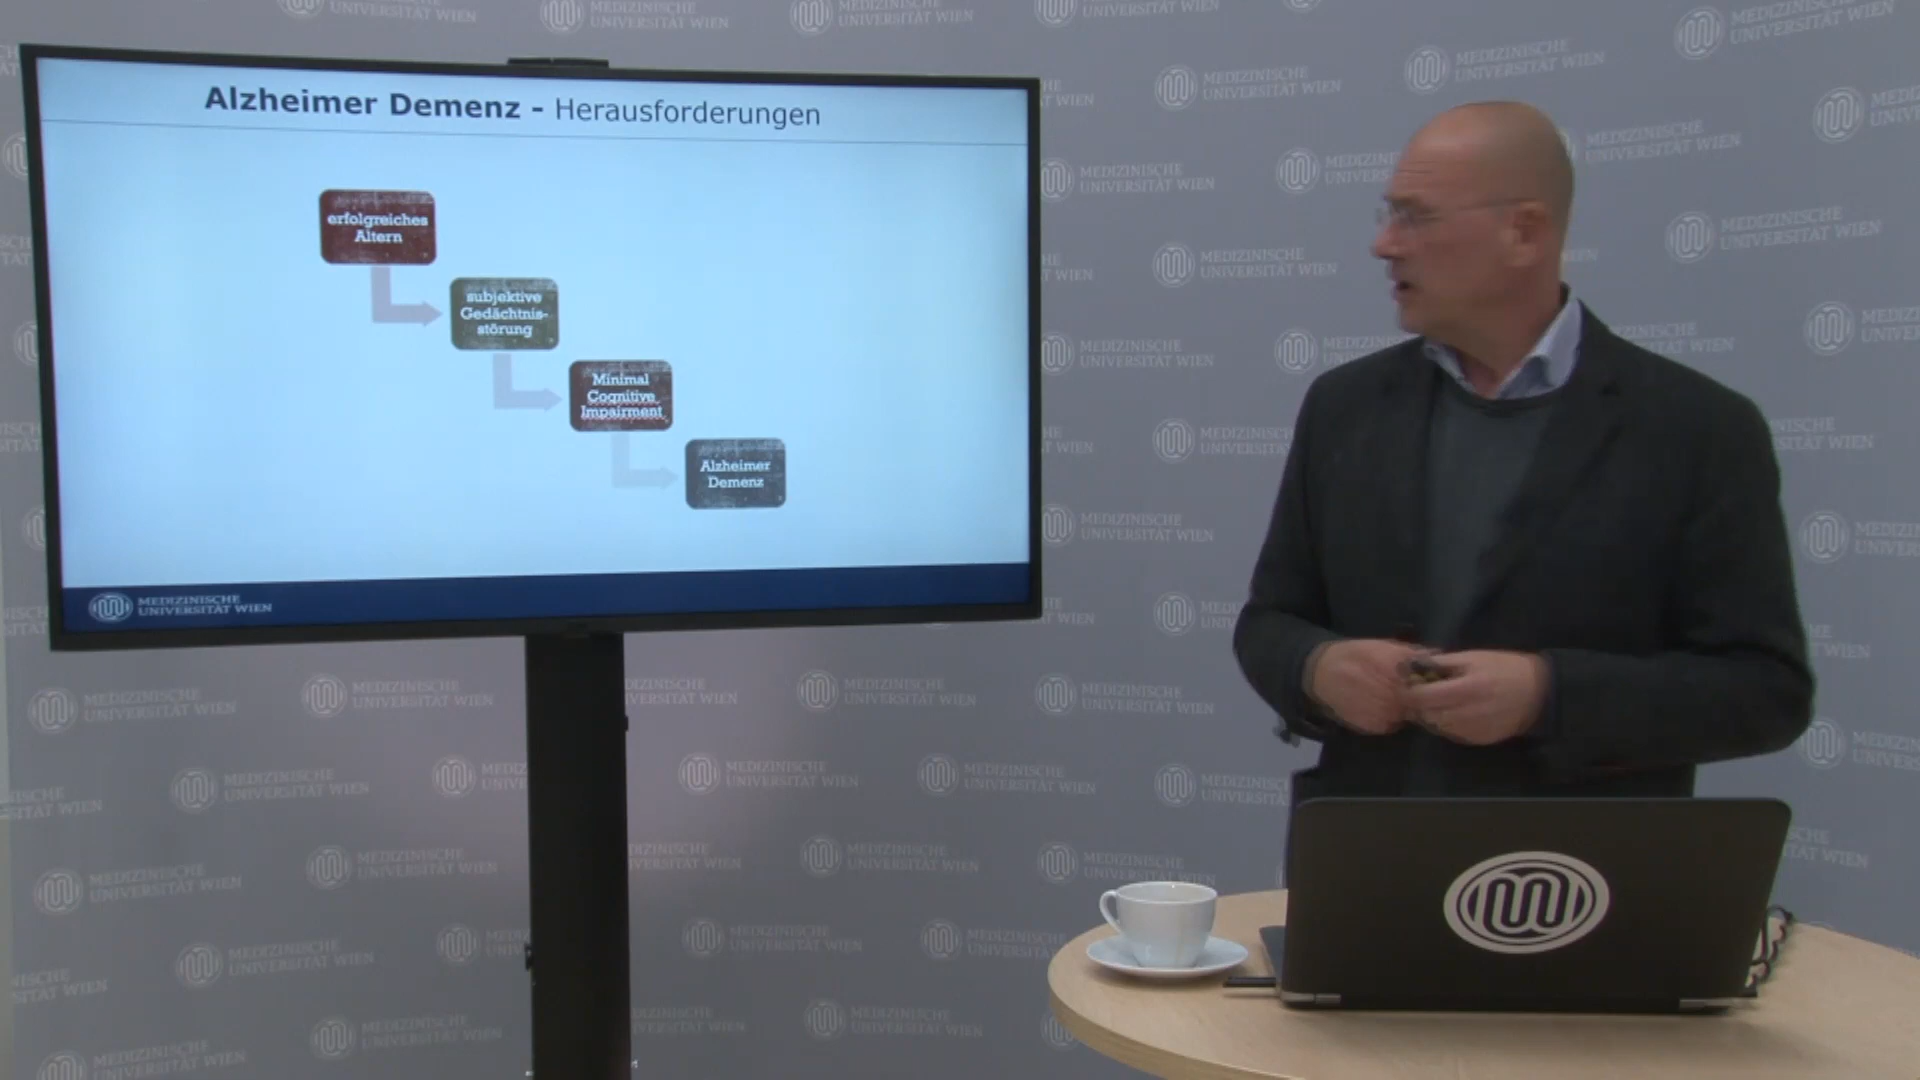 Alzheimer Demenz - Herausforderungen
erfolgreiches
Altern
subjektive
Gedächtnis-
störung
Minimal
Cognitive
Impairment
Alzheimer
Demenz
MEDIZINISCHE
UNIVERSITÄT WIEN